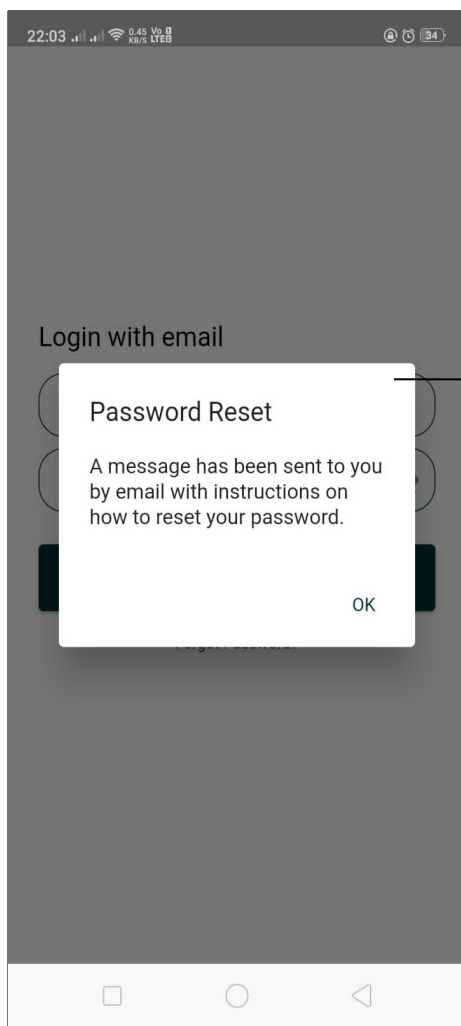 22:03 0.45 KB/S Vo LTE 34
Login with email
Password Reset
A message has been sent to you
by email with instructions on
how to reset your password.
OK